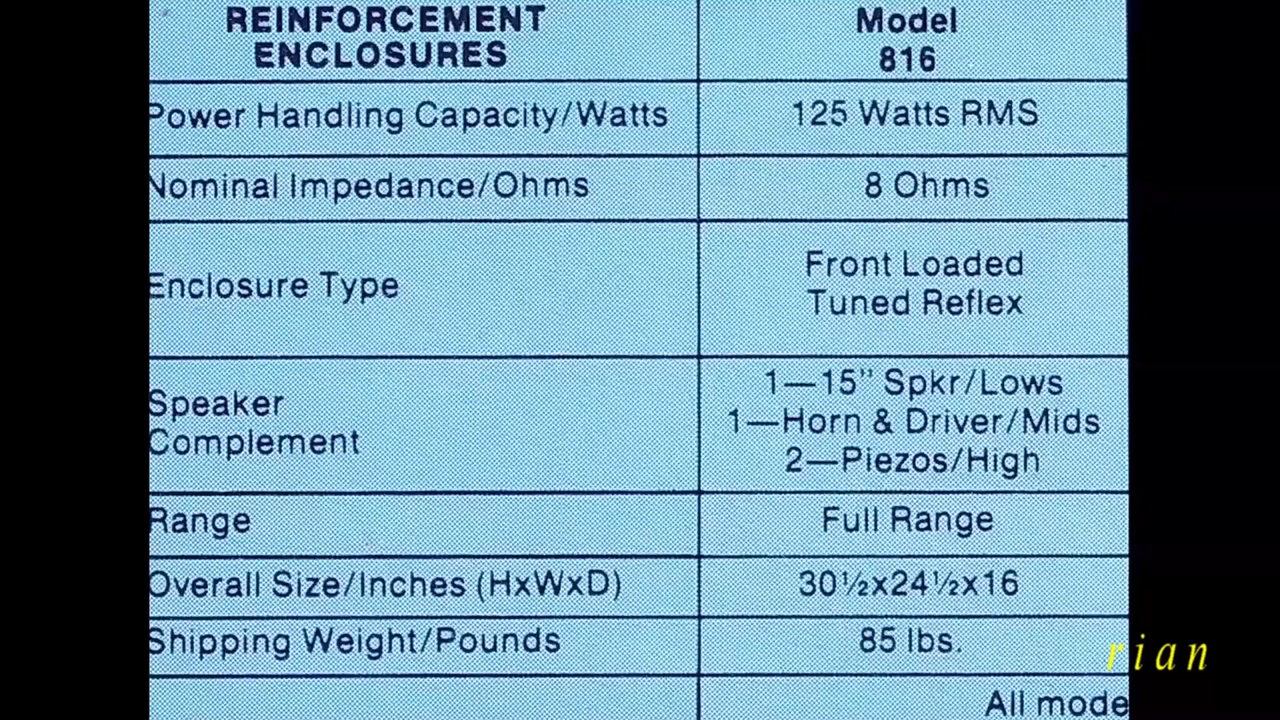 REINFORCEMENT
ENCLOSURES
Model
816
Power Handling Capacity/Watts
125 Watts RMS
Nominal Impedance/Ohms
8 Ohms
Enclosure Type
Front Loaded
Tuned Reflex
Speaker
Complement
1—15" Spkr/Lows
1—Horn & Driver/Mids
2—Piezos/High
Range
Full Range
Overall Size/Inches (HxWxD)
30½x24½x16
Shipping Weight/Pounds
85 lbs.
rian
All mode